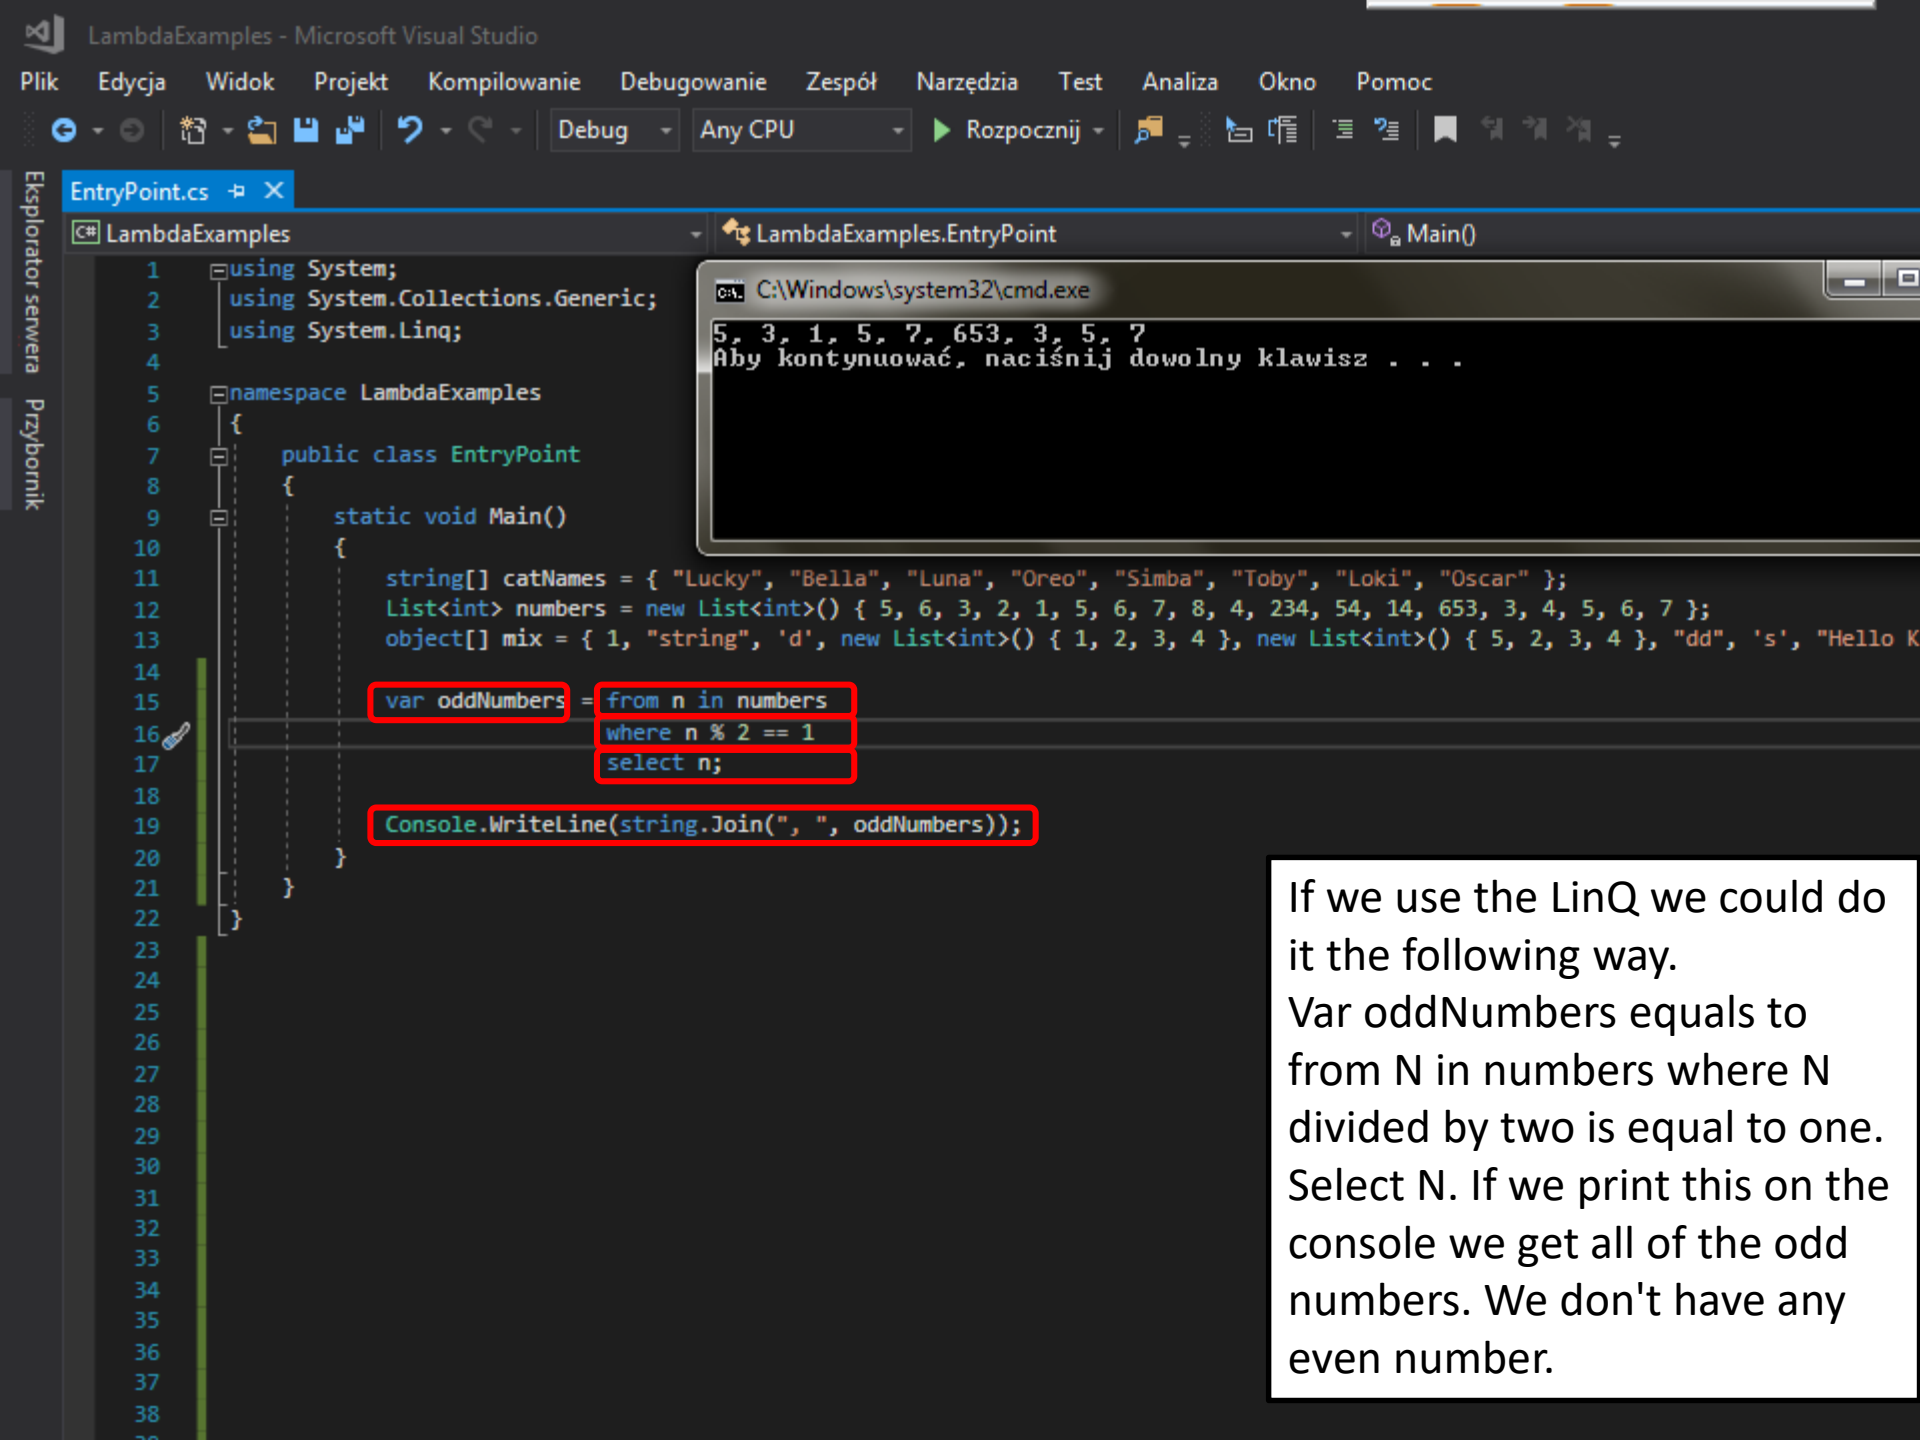 LambdaExamples - Microsoft Visual Studio
Plik Edycja Widok Projekt Kompilowanie Debugowanie Zespół Narzędzia Test Analiza Okno Pomoc
Debug Any CPU Rozpocznij
Eksplorator serwera
Przybornik
EntryPoint.cs
C# LambdaExamples LambdaExamples.EntryPoint Main()
C:\Windows\system32\cmd.exe
5, 3, 1, 5, 7, 653, 3, 5, 7
Aby kontynuować, naciśnij dowolny klawisz . . .
1 using System;
2 using System.Collections.Generic;
3 using System.Linq;
4
5 namespace LambdaExamples
6 {
7 public class EntryPoint
8 {
9 static void Main()
10 {
11 string[] catNames = { "Lucky", "Bella", "Luna", "Oreo", "Simba", "Toby", "Loki", "Oscar" };
12 List<int> numbers = new List<int>() { 5, 6, 3, 2, 1, 5, 6, 7, 8, 4, 234, 54, 14, 653, 3, 4, 5, 6, 7 };
13 object[] mix = { 1, "string", 'd', new List<int>() { 1, 2, 3, 4 }, new List<int>() { 5, 2, 3, 4 }, "dd", 's', "Hello K
14
15 var oddNumbers = from n in numbers
16 where n % 2 == 1
17 select n;
18
19 Console.WriteLine(string.Join(", ", oddNumbers));
20 }
21 }
22 }
23
24
25
26
27
28
29
30
31
32
33
34
35
36
37
38
If we use the LinQ we could do
it the following way.
Var oddNumbers equals to
from N in numbers where N
divided by two is equal to one.
Select N. If we print this on the
console we get all of the odd
numbers. We don't have any
even number.